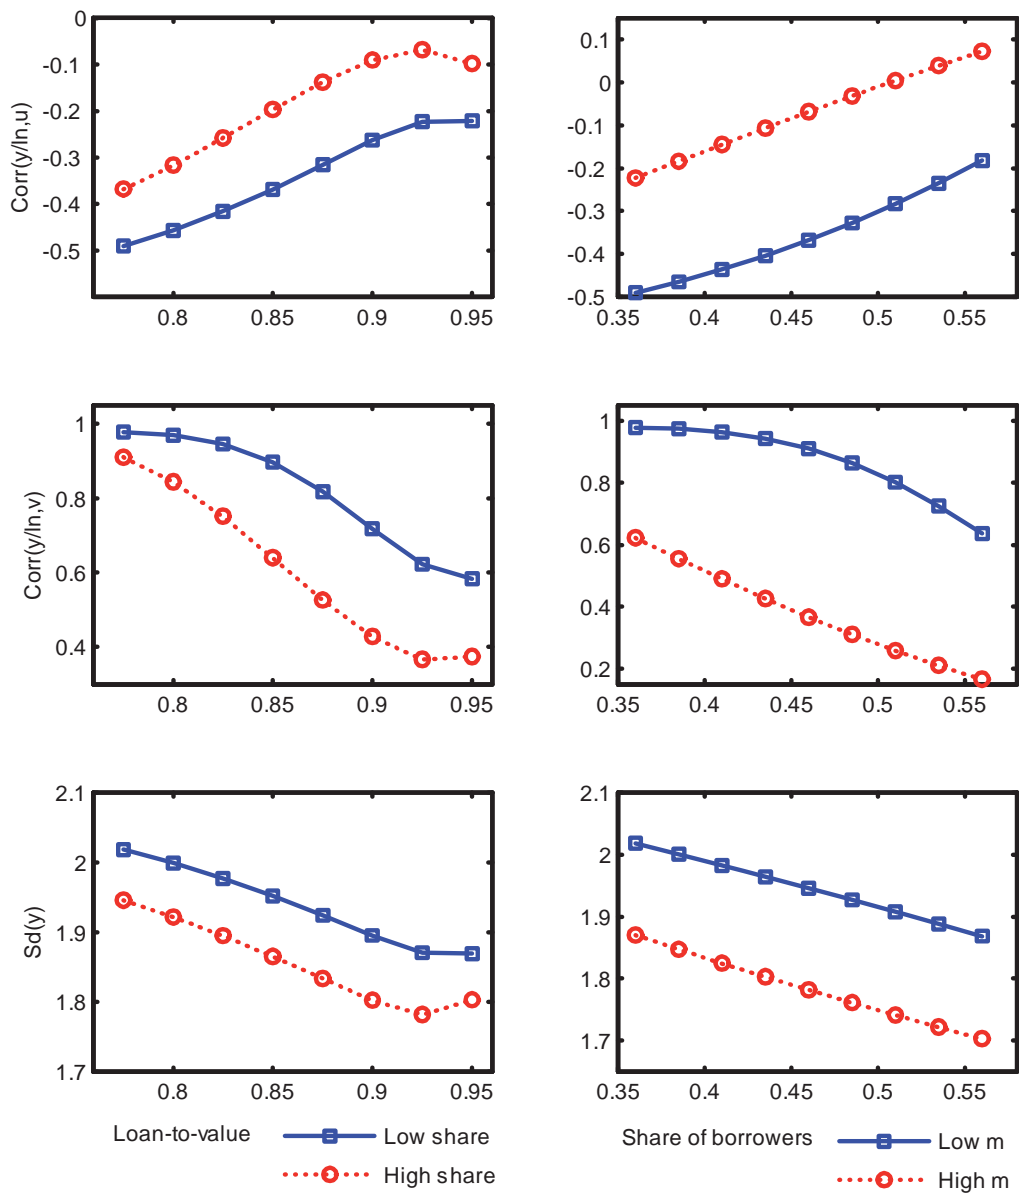 0
-0.1
-0.2
-0.3
-0.4
-0.5
Corr(y/ln,u)
0.8 0.85 0.9 0.95
0.1
0
-0.1
-0.2
-0.3
-0.4
-0.5
0.35 0.4 0.45 0.5 0.55
1
0.8
0.6
0.4
Corr(y/ln,v)
0.8 0.85 0.9 0.95
1
0.8
0.6
0.4
0.2
0.35 0.4 0.45 0.5 0.55
2.1
2
1.9
1.8
1.7
Sd(y)
0.8 0.85 0.9 0.95
2.1
2
1.9
1.8
1.7
0.35 0.4 0.45 0.5 0.55
Loan-to-value
Low share
High share
Share of borrowers
Low m
High m